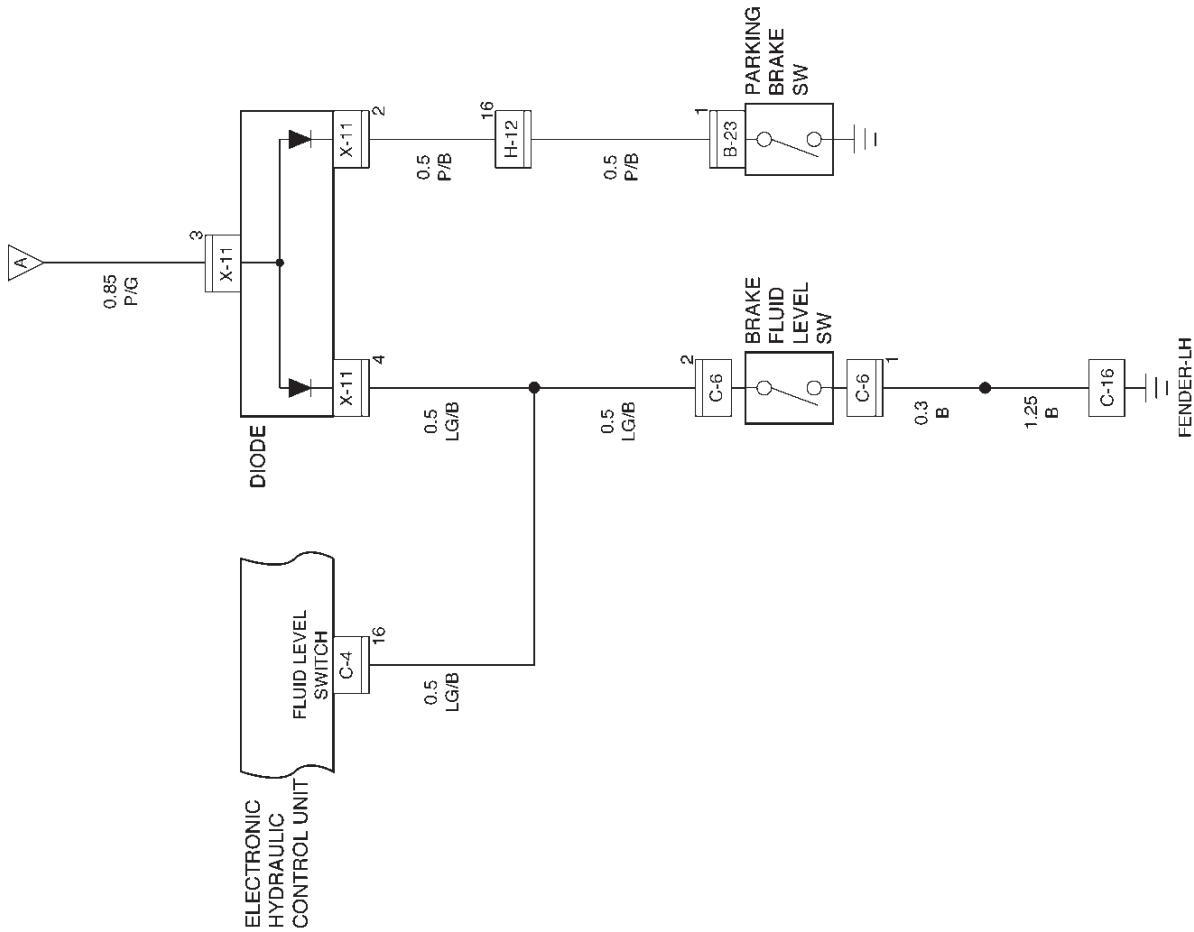 A
0.85
P/G
3
X-11
DIODE
X-11
4
X-11
2
0.5
LG/B
0.5
P/B
16
H-12
0.5
P/B
1
B-23
PARKING
BRAKE
SW
ELECTRONIC
HYDRAULIC
CONTROL UNIT
FLUID LEVEL
SWITCH
C-4
16
0.5
LG/B
0.5
LG/B
2
C-6
BRAKE
FLUID
LEVEL
SW
C-6
1
0.3
B
1.25
B
C-16
FENDER-LH